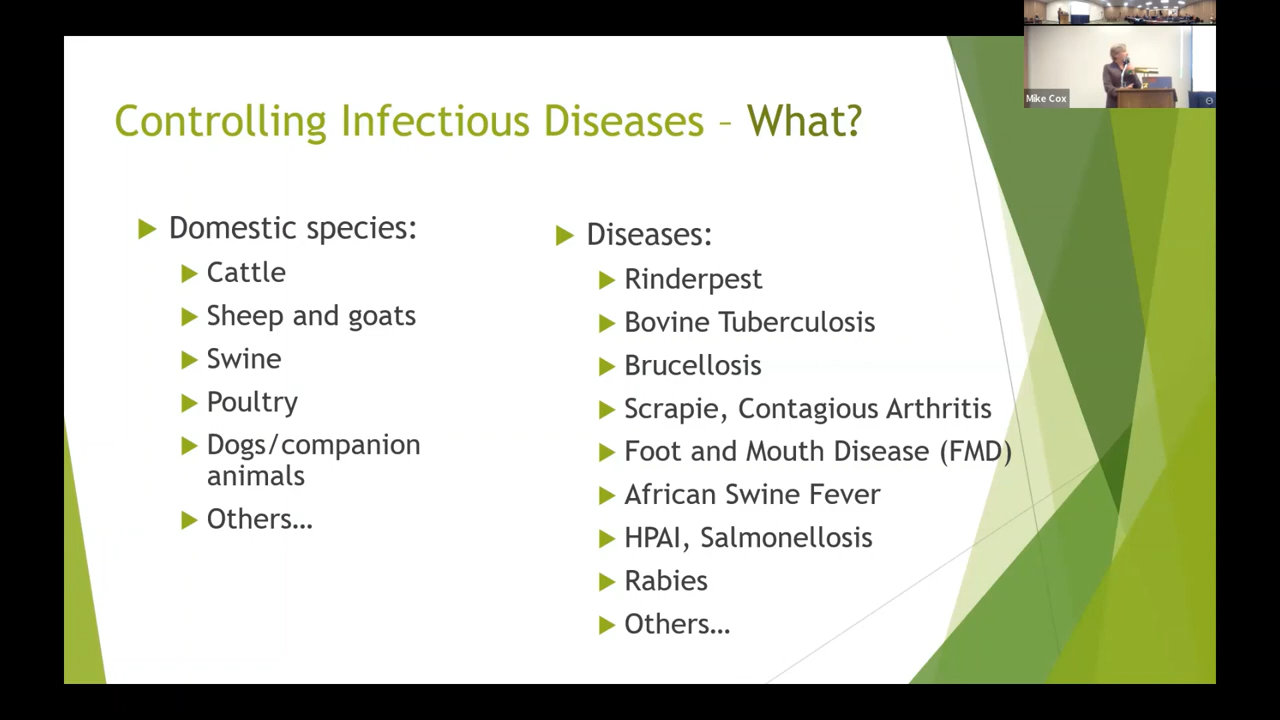 Controlling Infectious Diseases – What?
Domestic species:
Cattle
Sheep and goats
Swine
Poultry
Dogs/companion
animals
Others…
Diseases:
Rinderpest
Bovine Tuberculosis
Brucellosis
Scrapie, Contagious Arthritis
Foot and Mouth Disease (FMD)
African Swine Fever
HPAI, Salmonellosis
Rabies
Others…
Mike Cox